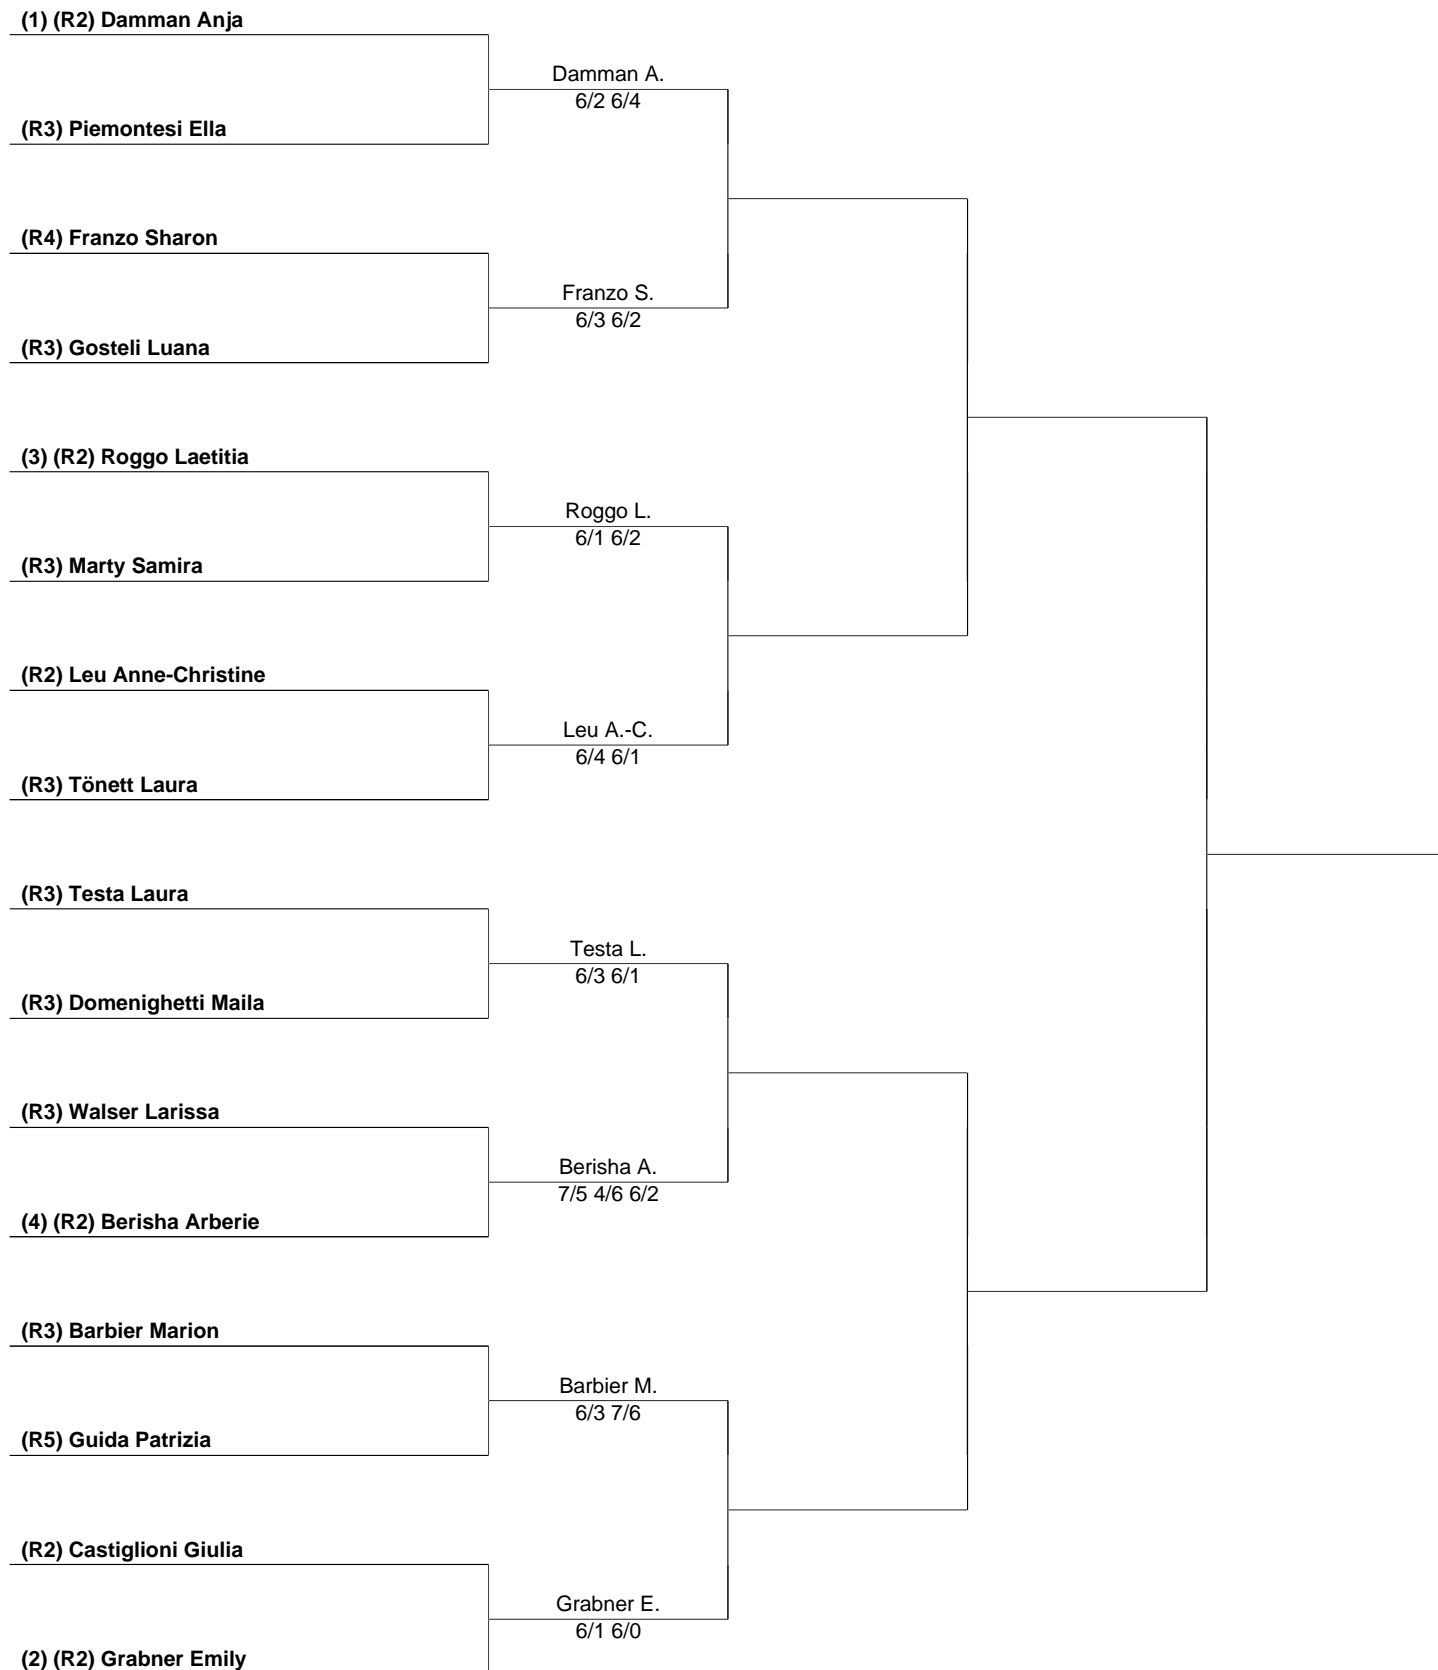 (1) (R2) Damman Anja
Damman A.
6/2 6/4
(R3) Piemontesi Ella
(R4) Franzo Sharon
Franzo S.
6/3 6/2
(R3) Gosteli Luana
(3) (R2) Roggo Laetitia
Roggo L.
6/1 6/2
(R3) Marty Samira
(R2) Leu Anne-Christine
Leu A.-C.
6/4 6/1
(R3) Tönett Laura
(R3) Testa Laura
Testa L.
6/3 6/1
(R3) Domenighetti Maila
(R3) Walser Larissa
Berisha A.
7/5 4/6 6/2
(4) (R2) Berisha Arberie
(R3) Barbier Marion
Barbier M.
6/3 7/6
(R5) Guida Patrizia
(R2) Castiglioni Giulia
Grabner E.
6/1 6/0
(2) (R2) Grabner Emily